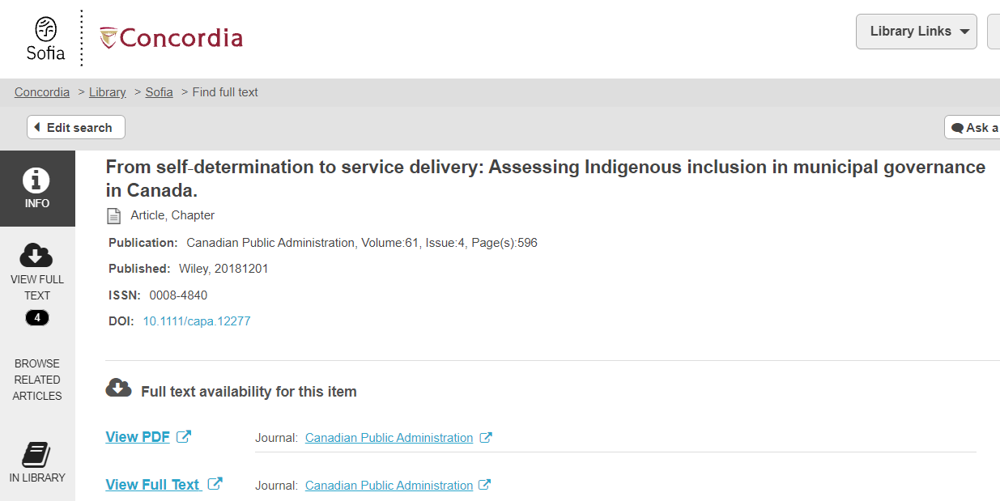 Sofia
Concordia
Library Links
Concordia > Library > Sofia > Find full text
Edit search
Ask a
INFO
VIEW FULL
TEXT
4
BROWSE
RELATED
ARTICLES
IN LIBRARY
From self-determination to service delivery: Assessing Indigenous inclusion in municipal governance
in Canada.
Article, Chapter
Publication: Canadian Public Administration, Volume:61, Issue:4, Page(s):596
Published: Wiley, 20181201
ISSN: 0008-4840
DOI: 10.1111/capa.12277
Full text availability for this item
View PDF Journal: Canadian Public Administration
View Full Text Journal: Canadian Public Administration